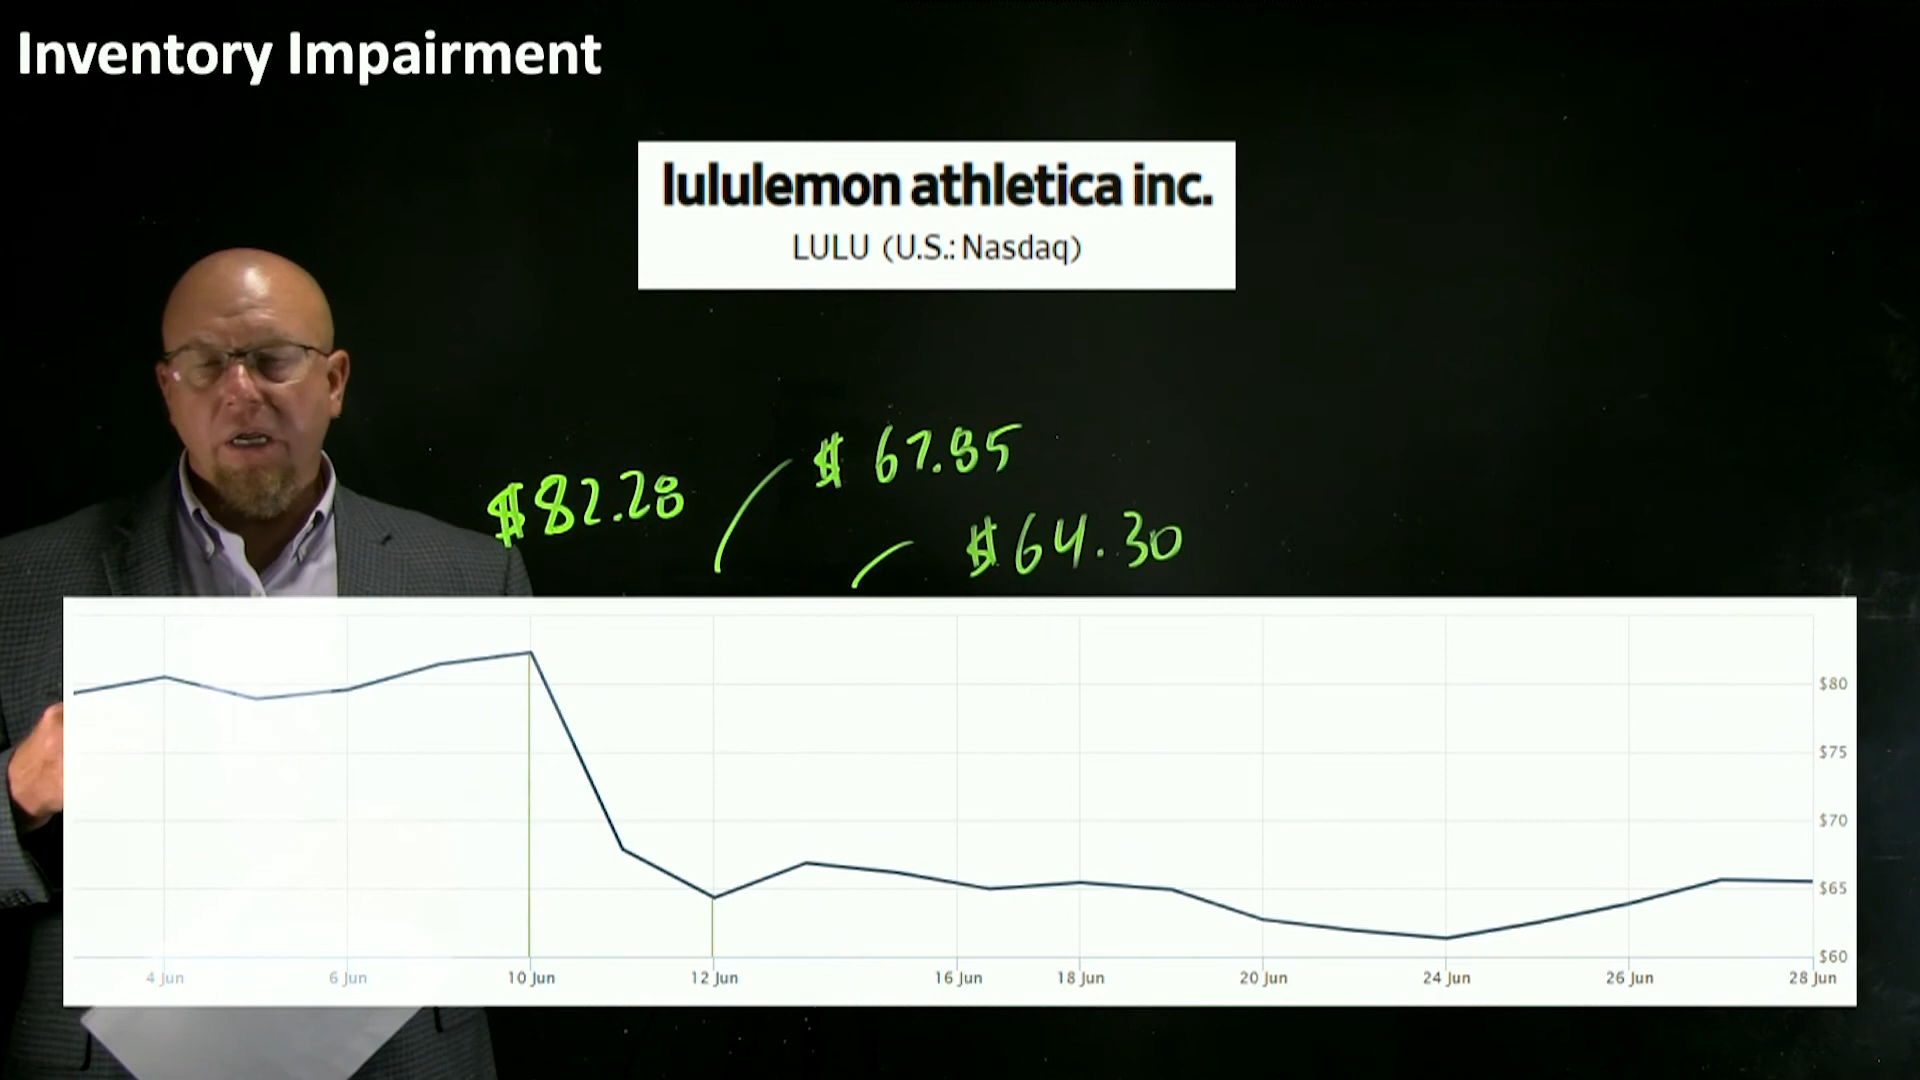 Inventory Impairment
lululemon athletica inc.
LULU (U.S.: Nasdaq)
$67.85
$82.28
$64.30
$80
$75
$70
$65
$60
4 Jun 6 Jun 10 Jun 12 Jun 16 Jun 18 Jun 20 Jun 24 Jun 26 Jun 28 Jun